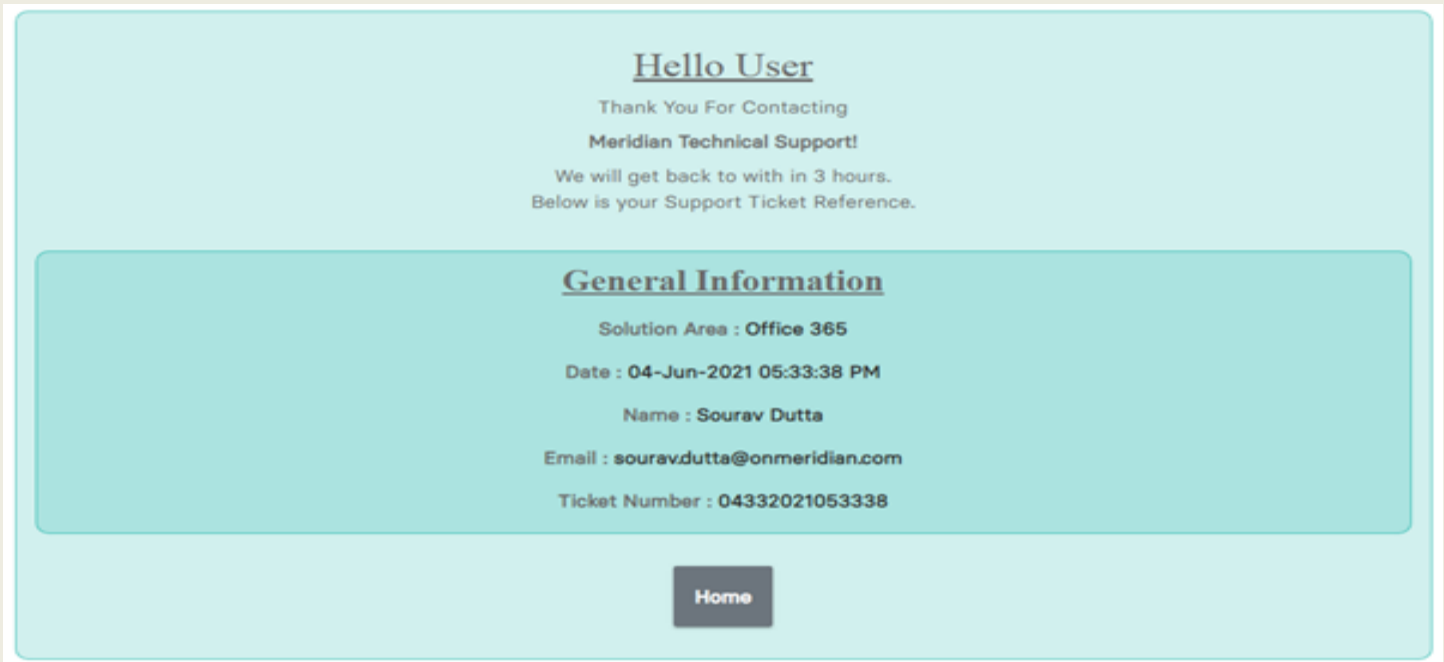 Hello User
Thank You For Contacting
Meridian Technical Support!
We will get back to with in 3 hours.
Below is your Support Ticket Reference.
General Information
Solution Area : Office 365
Date : 04-Jun-2021 05:33:38 PM
Name : Sourav Dutta
Email : sourav.dutta@onmeridian.com
Ticket Number : 04332021053338
Home